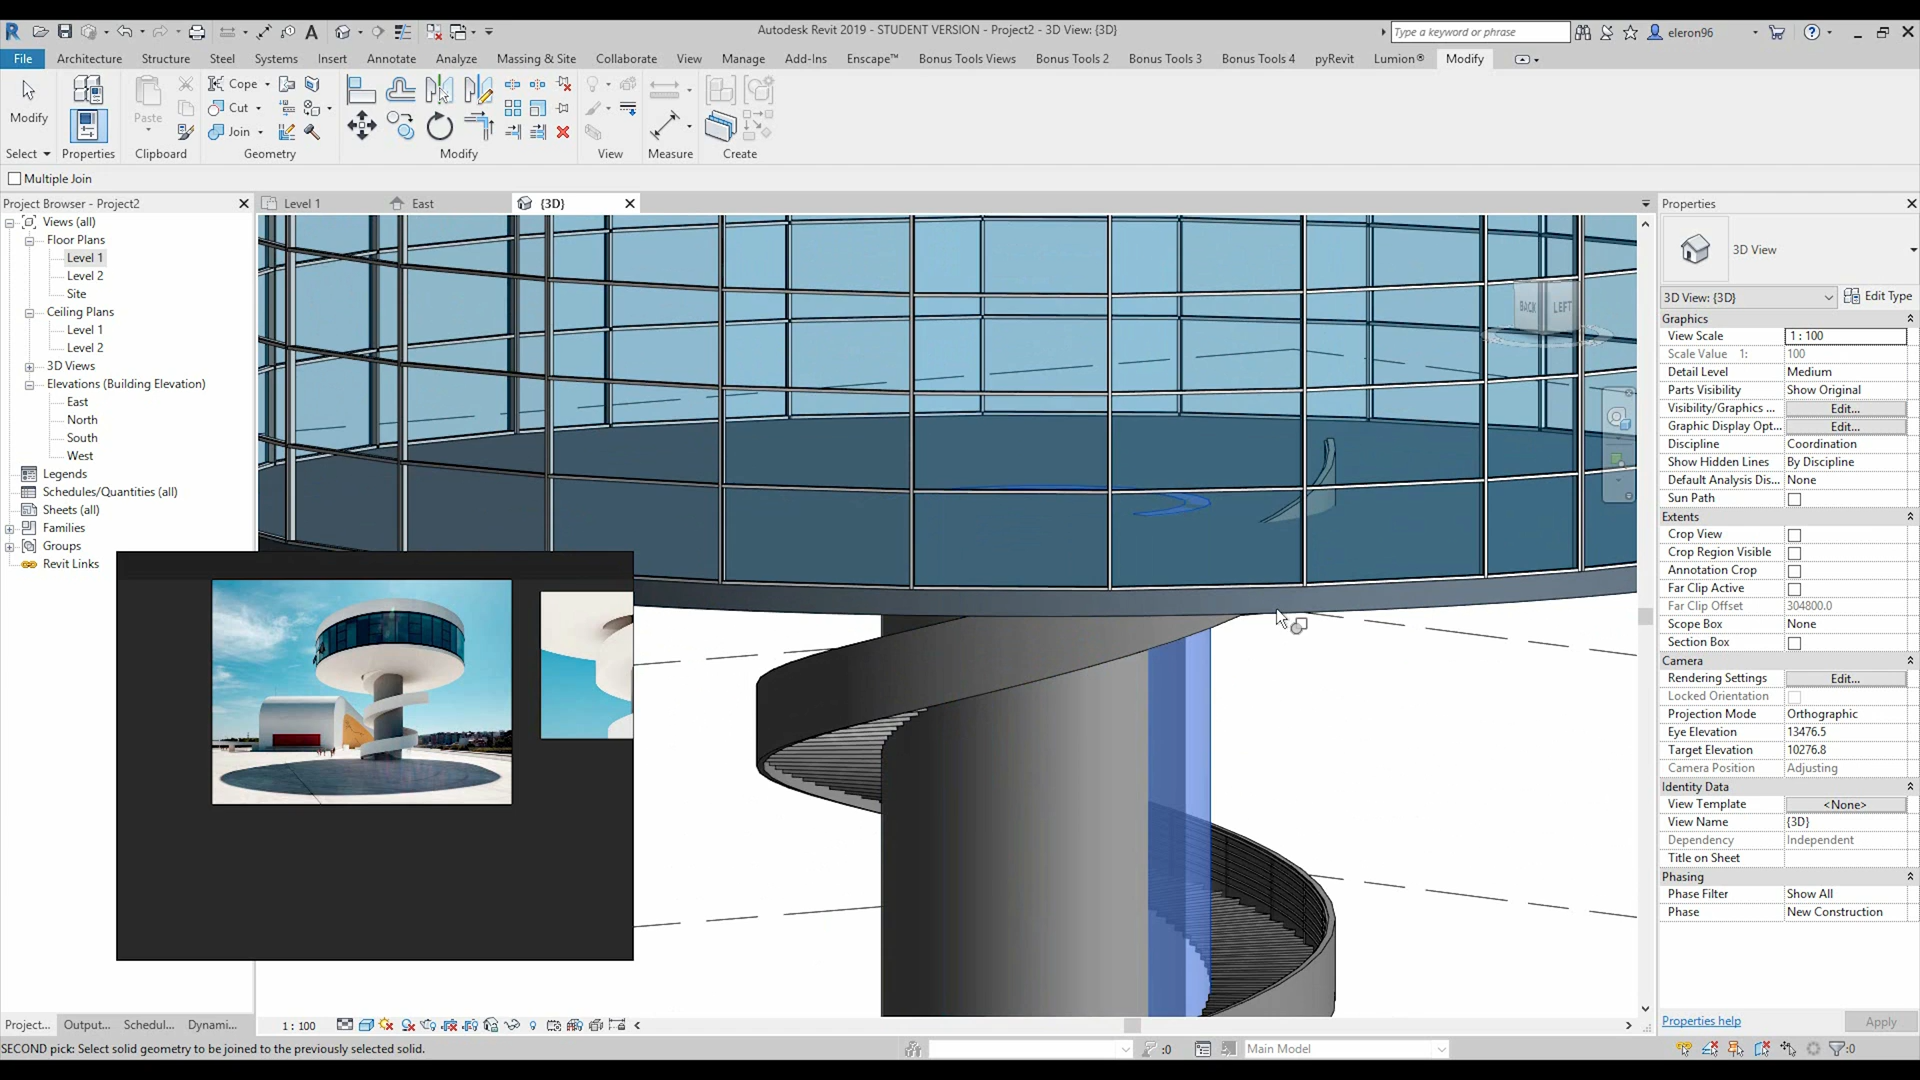 Autodesk Revit 2019 - STUDENT VERSION - Project2 - 3D View: {3D}
Type a keyword or phrase
eleron96
File Architecture Structure Steel Systems Insert Annotate Analyze Massing & Site Collaborate View Manage Add-Ins Enscape™ Bonus Tools Views Bonus Tools 2 Bonus Tools 3 Bonus Tools 4 pyRevit Lumion® Modify
Modify
Paste
Cope
Cut
Join
Select Properties Clipboard Geometry Modify View Measure Create
Multiple Join
Project Browser - Project2
Level 1 East {3D}
Views (all)
Floor Plans
Level 1
Level 2
Site
Ceiling Plans
Level 1
Level 2
3D Views
Elevations (Building Elevation)
East
North
South
West
Legends
Schedules/Quantities (all)
Sheets (all)
Families
Groups
Revit Links
BACK LEFT
Properties
3D View
3D View: {3D} Edit Type
Graphics
View Scale 1 : 100
Scale Value 1: 100
Detail Level Medium
Parts Visibility Show Original
Visibility/Graphics ... Edit...
Graphic Display Opt... Edit...
Discipline Coordination
Show Hidden Lines By Discipline
Default Analysis Dis... None
Sun Path
Extents
Crop View
Crop Region Visible
Annotation Crop
Far Clip Active
Far Clip Offset 304800.0
Scope Box None
Section Box
Camera
Rendering Settings Edit...
Locked Orientation
Projection Mode Orthographic
Eye Elevation 13476.5
Target Elevation 10276.8
Camera Position Adjusting
Identity Data
View Template <None>
View Name {3D}
Dependency Independent
Title on Sheet
Phasing
Phase Filter Show All
Phase New Construction
Properties help Apply
Project... Output... Schedul... Dynami...
1 : 100
SECOND pick: Select solid geometry to be joined to the previously selected solid.
:0
Main Model
:0